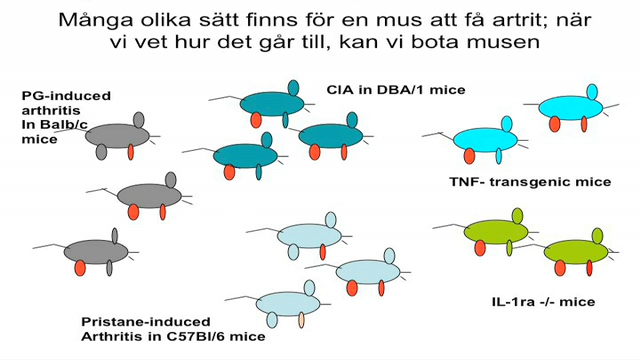 Många olika sätt finns för en mus att få artrit; när
vi vet hur det går till, kan vi bota musen
PG-induced
arthritis
In Balb/c
mice
CIA in DBA/1 mice
TNF- transgenic mice
IL-1ra -/- mice
Pristane-induced
Arthritis in C57Bl/6 mice